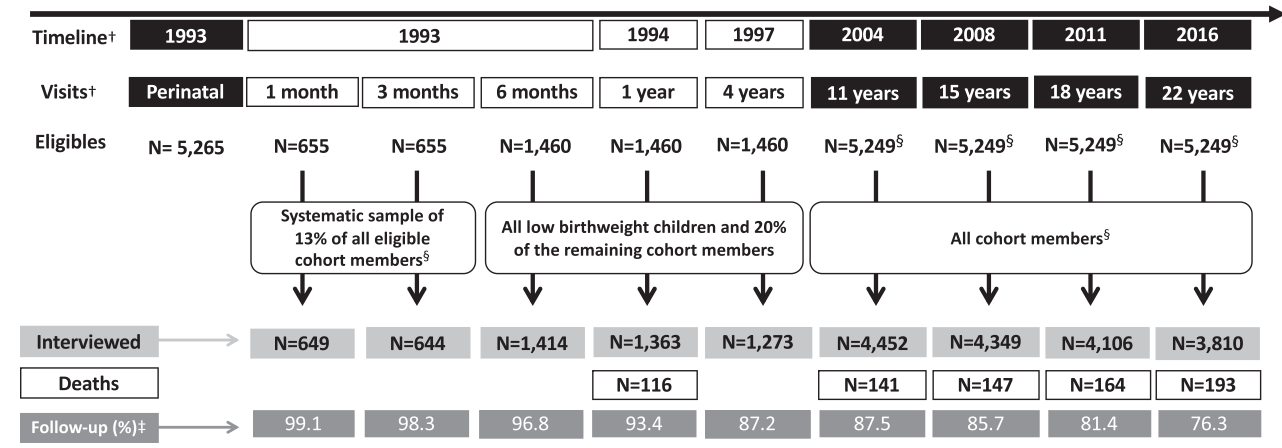 Timeline† 1993 1993 1994 1997 2004 2008 2011 2016
Visits† Perinatal 1 month 3 months 6 months 1 year 4 years 11 years 15 years 18 years 22 years
Eligibles N= 5,265 N=655 N=655 N=1,460 N=1,460 N=1,460 N=5,249§ N=5,249§ N=5,249§ N=5,249§
Systematic sample of
13% of all eligible
cohort members§
All low birthweight children and 20%
of the remaining cohort members
All cohort members§
Interviewed N=649 N=644 N=1,414 N=1,363 N=1,273 N=4,452 N=4,349 N=4,106 N=3,810
Deaths N=116 N=141 N=147 N=164 N=193
Follow-up (%)‡ 99.1 98.3 96.8 93.4 87.2 87.5 85.7 81.4 76.3